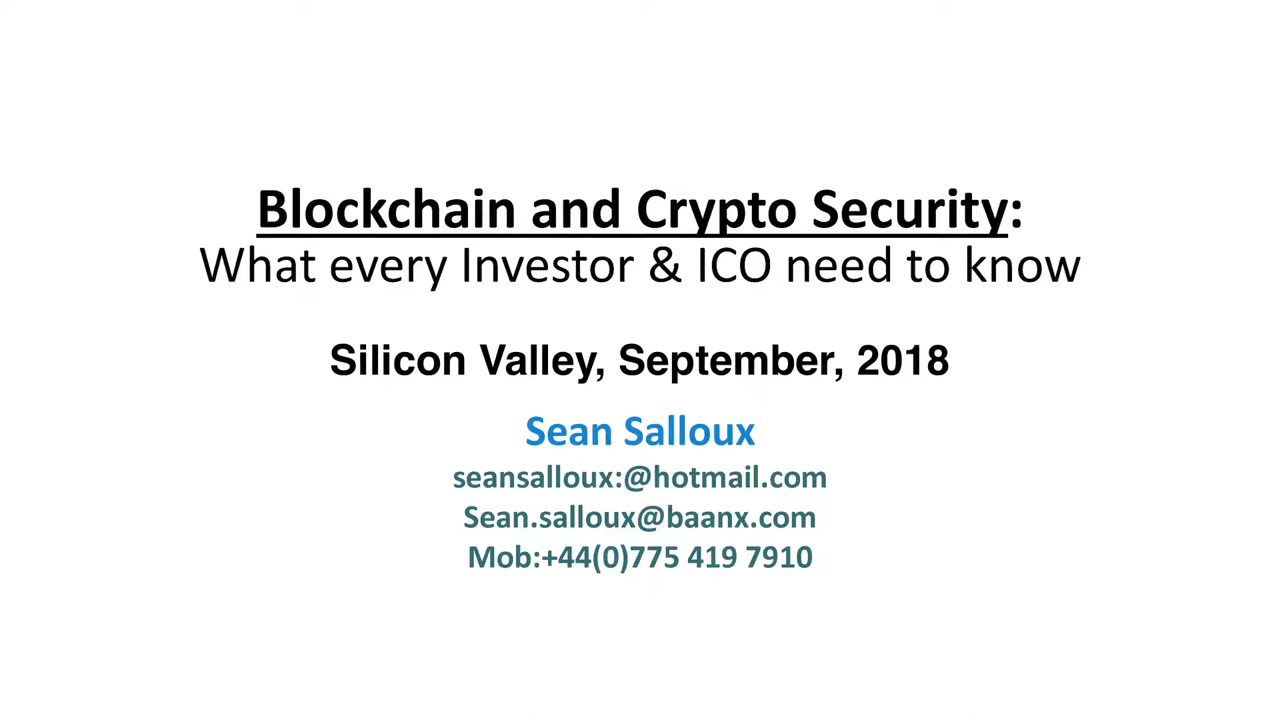 Blockchain and Crypto Security:
What every Investor & ICO need to know
Silicon Valley, September, 2018
Sean Salloux
seansalloux:@hotmail.com
Sean.salloux@baanx.com
Mob:+44(0)775 419 7910